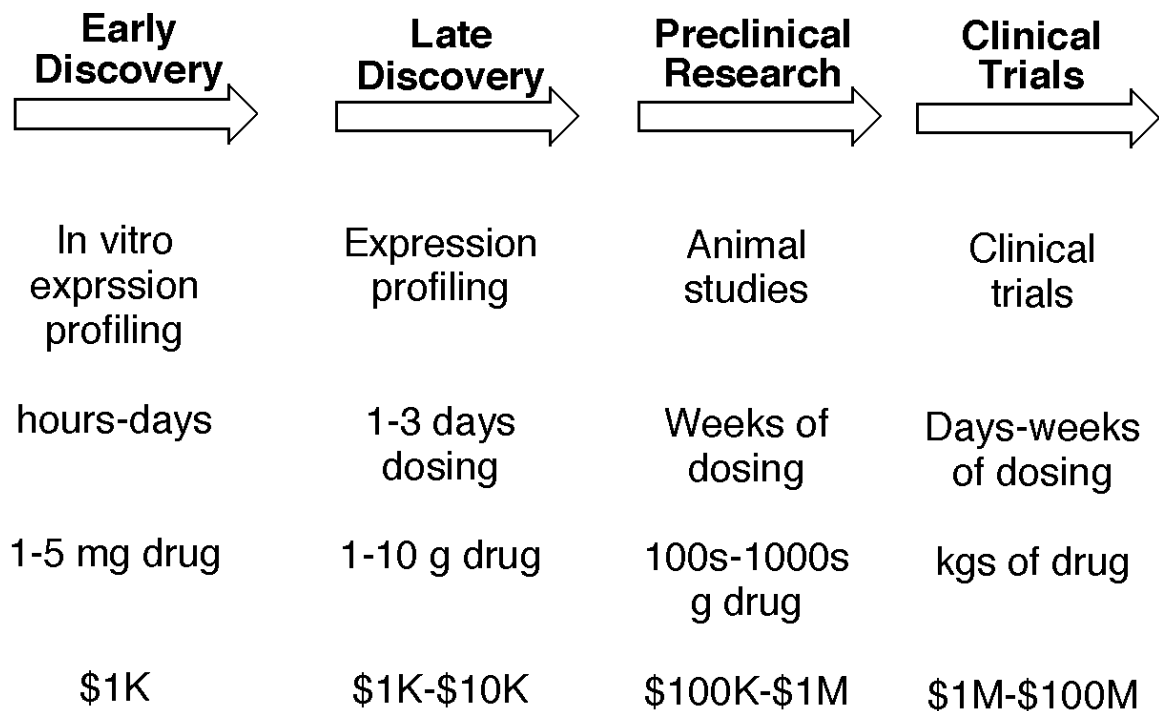 Early
Discovery
Late
Discovery
Preclinical
Research
Clinical
Trials
In vitro
exprssion
profiling
Expression
profiling
Animal
studies
Clinical
trials
hours-days
1-3 days
dosing
Weeks of
dosing
Days-weeks
of dosing
1-5 mg drug
1-10 g drug
100s-1000s
g drug
kgs of drug
$1K
$1K-$10K
$100K-$1M
$1M-$100M